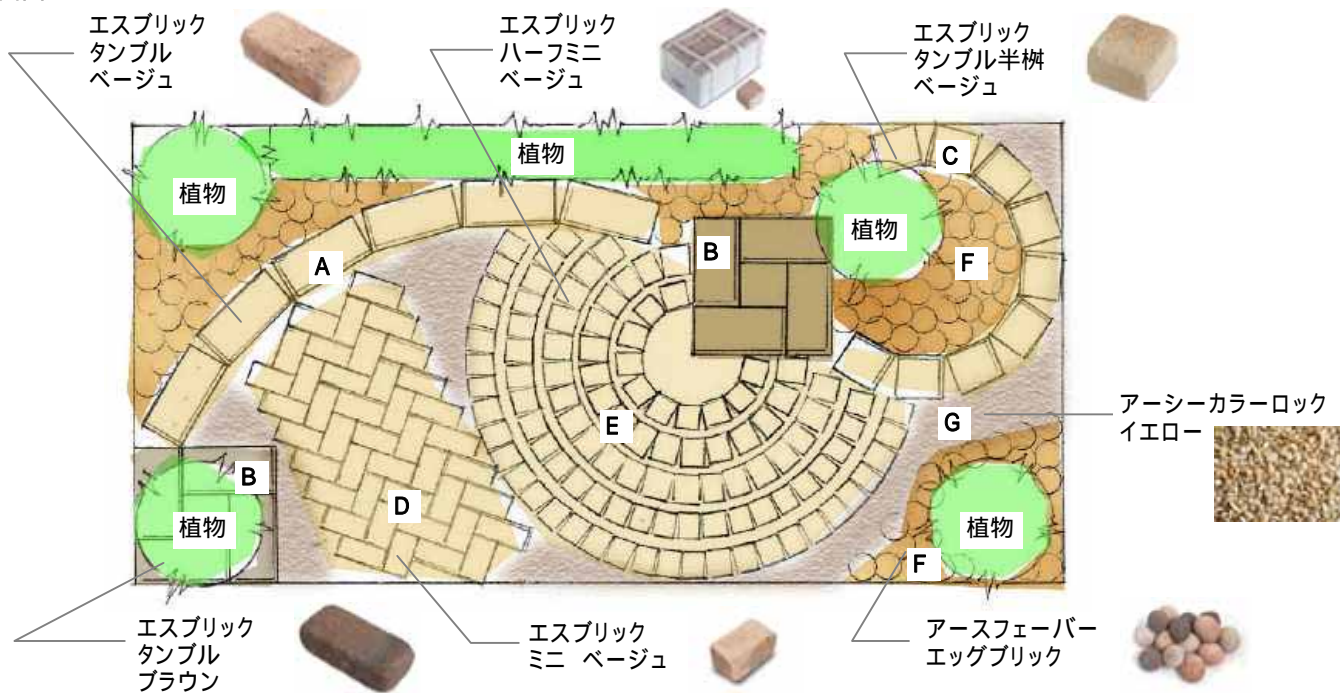 エスブリック
タンブル
ベージュ
エスブリック
ハーフミニ
ベージュ
エスブリック
タンブル半桝
ベージュ
植物
植物
C
植物
B
A
F
E
G
アーシーカラーロック
イエロー
B
植物
D
植物
F
エスブリック
タンブル
ブラウン
エスブリック
ミニ ベージュ
アースフェーバー
エッグブリック